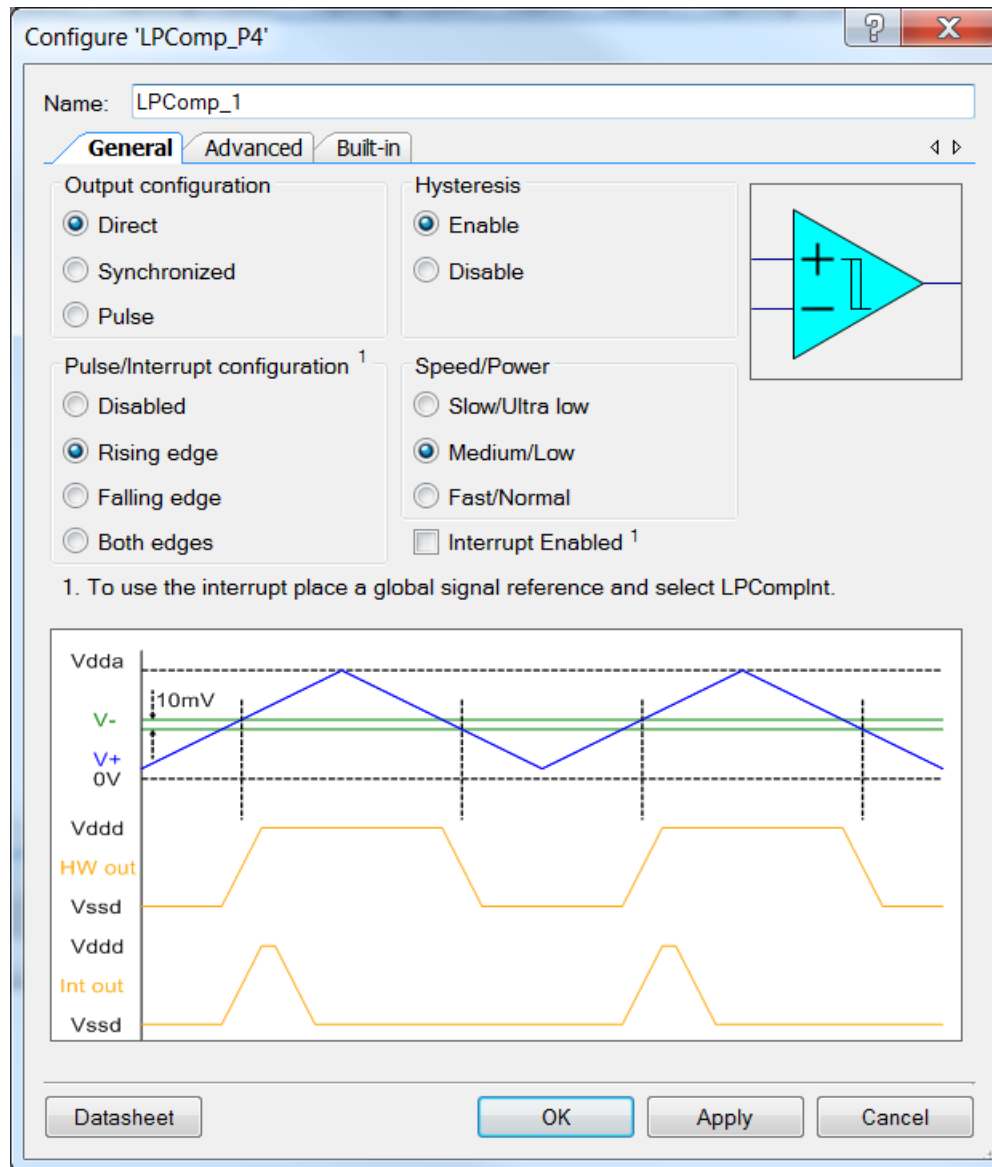 Configure 'LPComp_P4'
Name: LPComp_1
General Advanced Built-in
Output configuration
Direct
Synchronized
Pulse
Hysteresis
Enable
Disable
Pulse/Interrupt configuration 1
Disabled
Rising edge
Falling edge
Both edges
Speed/Power
Slow/Ultra low
Medium/Low
Fast/Normal
Interrupt Enabled 1
1. To use the interrupt place a global signal reference and select LPCompInt.
Vdda
10mV
V-
V+
0V
Vddd
HW out
Vssd
Vddd
Int out
Vssd
Datasheet OK Apply Cancel